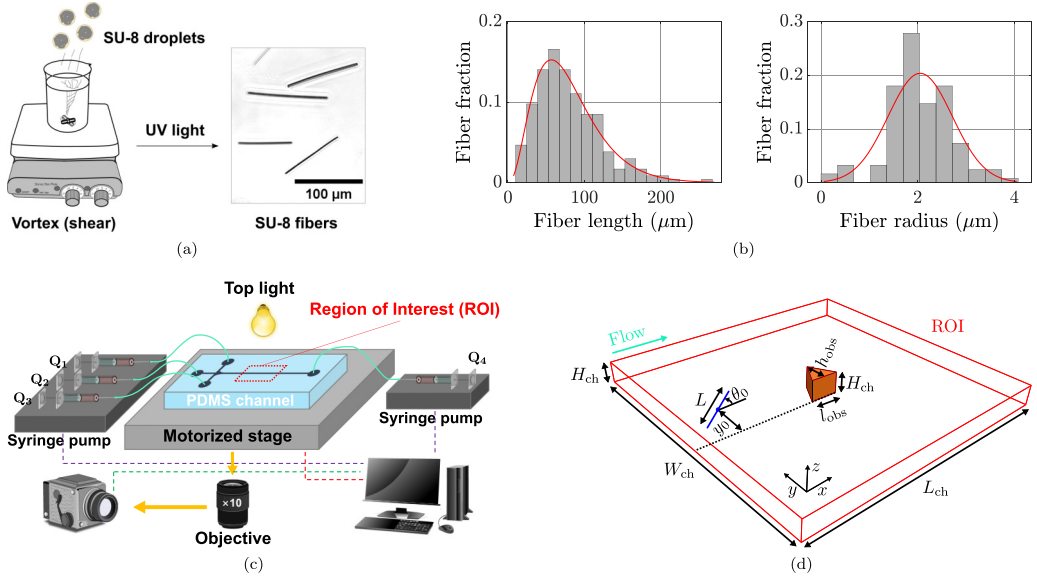 SU-8 droplets
UV light
100 µm
Vortex (shear)
SU-8 fibers
(a)
0.2
0.1
0
Fiber fraction
0
100
200
Fiber length (µm)
0.3
0.2
0.1
0
Fiber fraction
0
2
4
Fiber radius (µm)
(b)
Top light
Region of Interest (ROI)
Q1
Q2
Q3
Q4
PDMS channel
Syringe pump
Motorized stage
Syringe pump
×10
Objective
(c)
Flow
ROI
Hch
hobs
Hch
lobs
L
θ0
y0
Wch
Lch
z
y
x
(d)